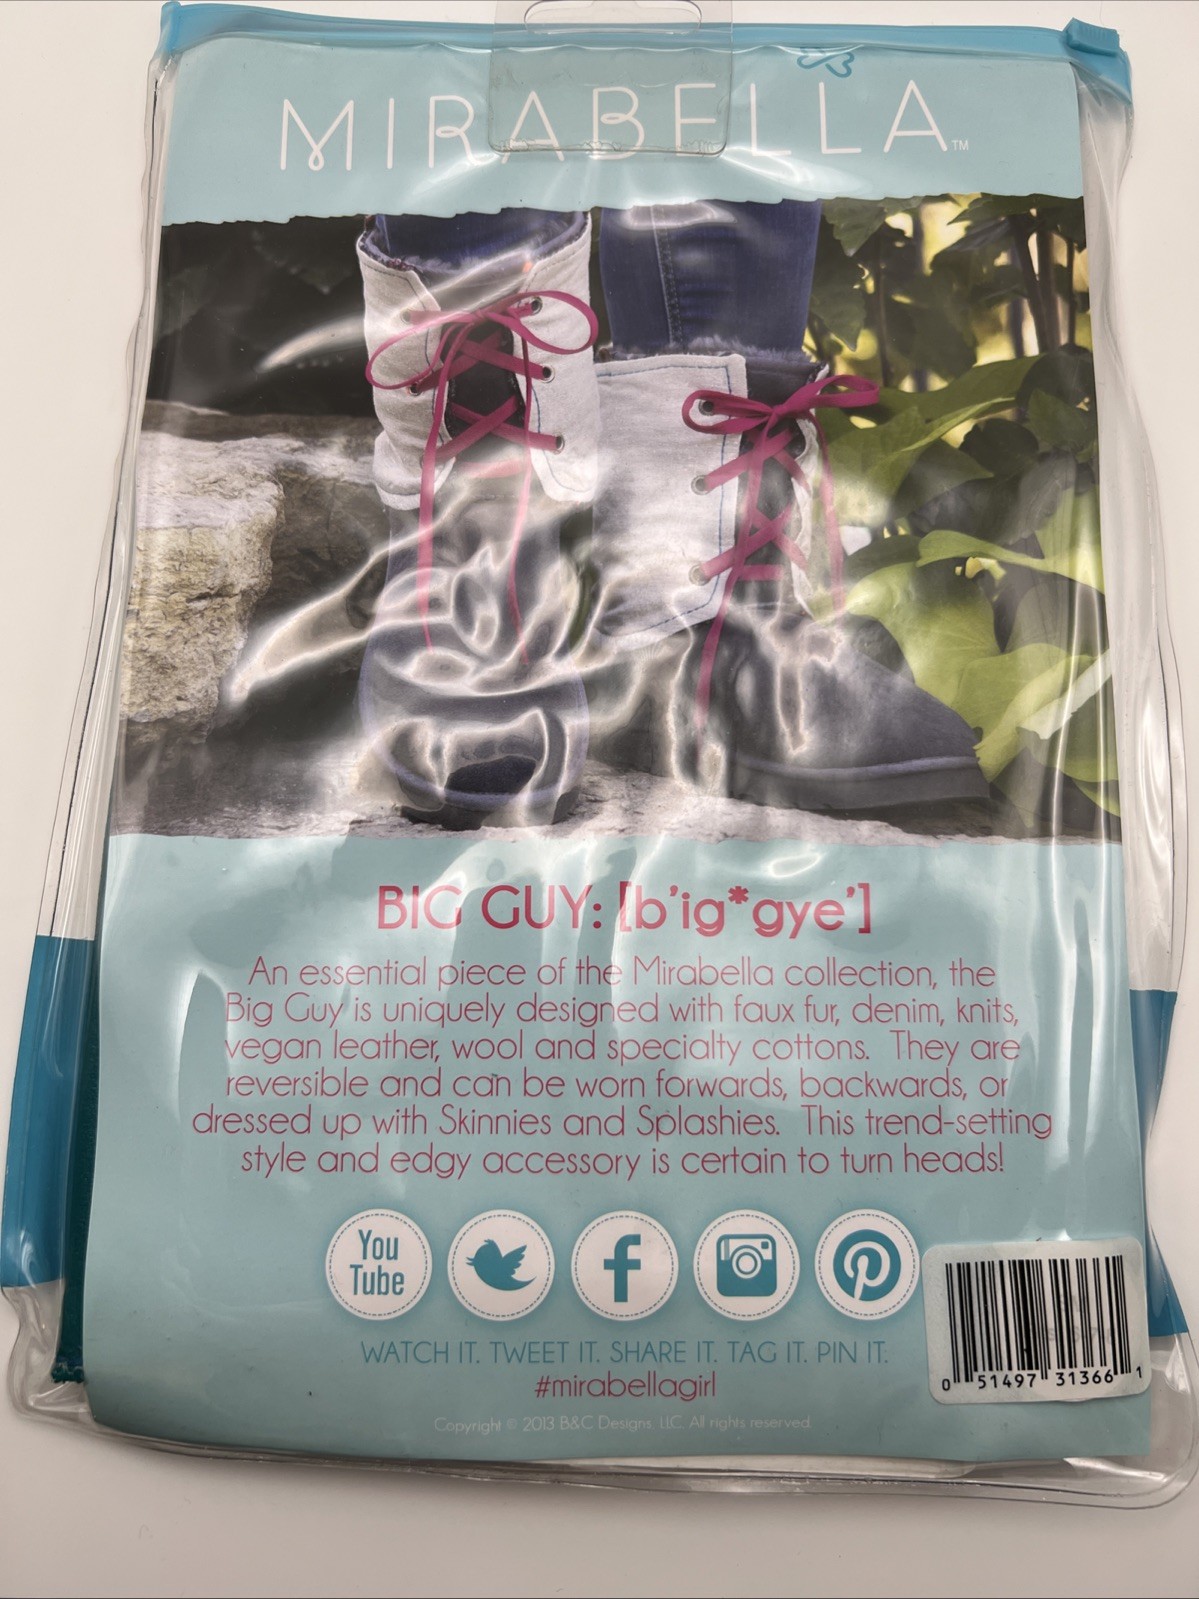 MIRABELLA™
BIG GUY: [b'ig*gye']
An essential piece of the Mirabella collection, the
Big Guy is uniquely designed with faux fur, denim, knits,
vegan leather, wool and specialty cottons. They are
reversible and can be worn forwards, backwards, or
dressed up with Skinnies and Splashies. This trend-setting
style and edgy accessory is certain to turn heads!
You
Tube
WATCH IT. TWEET IT. SHARE IT. TAG IT. PIN IT.
#mirabellagirl
Copyright © 2013 B&C Designs, LLC. All rights reserved.
0 51497 31366 1